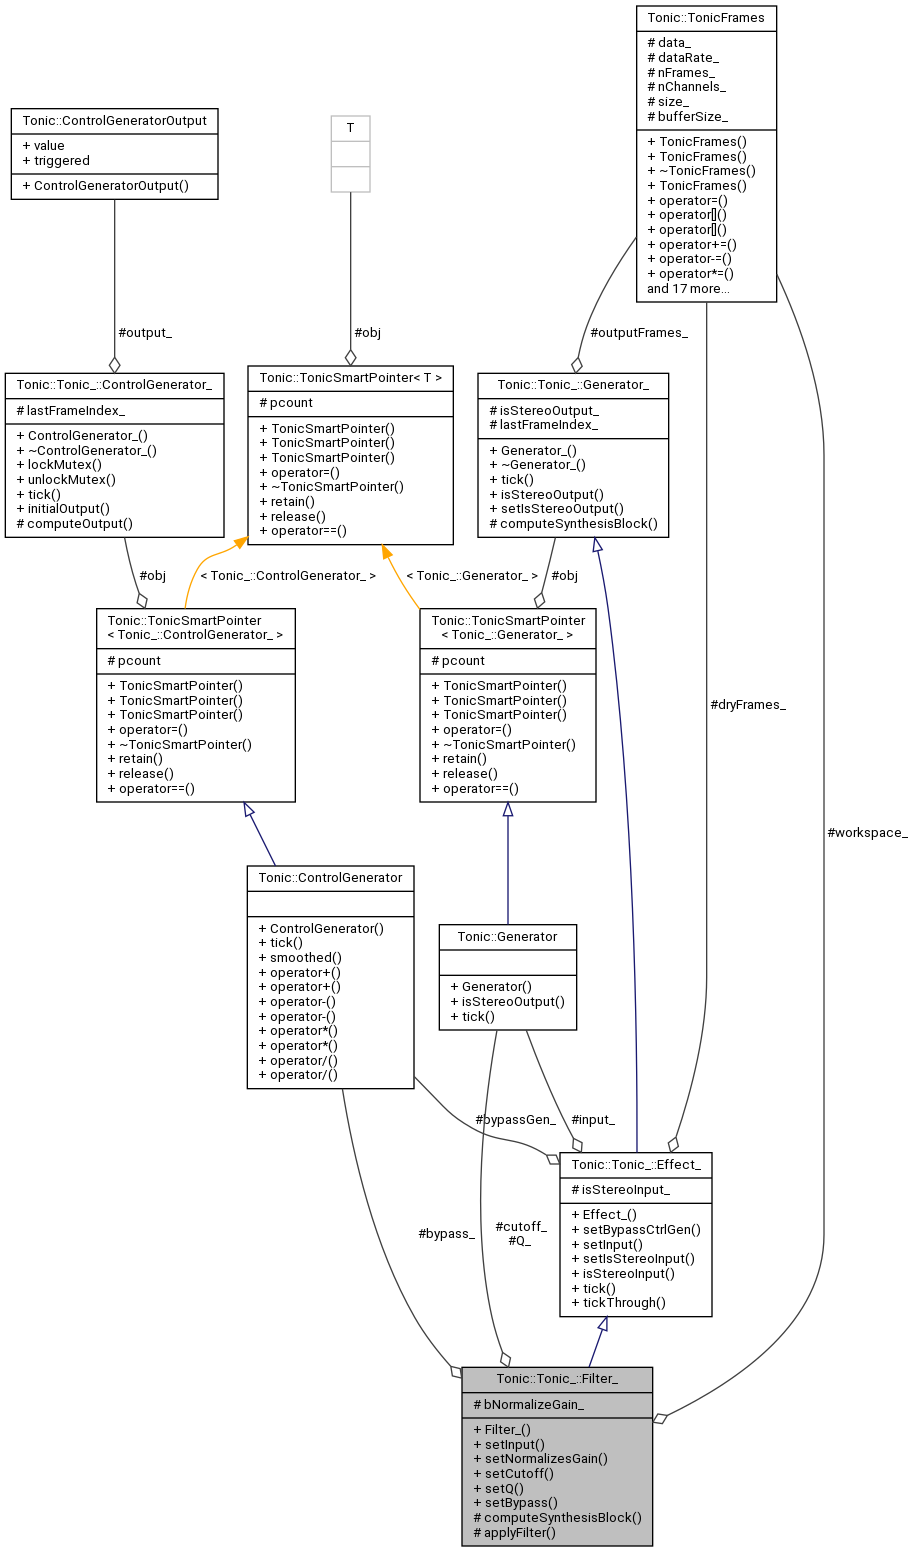 Tonic::TonicFrames
# data_
# dataRate_
# nFrames_
# nChannels_
# size_
# bufferSize_
+ TonicFrames()
+ TonicFrames()
+ ~TonicFrames()
+ TonicFrames()
+ operator=()
+ operator[]()
+ operator[]()
+ operator+=()
+ operator-=()
+ operator*=()
and 17 more...
Tonic::ControlGeneratorOutput
+ value
+ triggered
+ ControlGeneratorOutput()
T
#output_
#obj
#outputFrames_
Tonic::Tonic_::ControlGenerator_
# lastFrameIndex_
+ ControlGenerator_()
+ ~ControlGenerator_()
+ lockMutex()
+ unlockMutex()
+ tick()
+ initialOutput()
# computeOutput()
Tonic::TonicSmartPointer< T >
# pcount
+ TonicSmartPointer()
+ TonicSmartPointer()
+ TonicSmartPointer()
+ operator=()
+ ~TonicSmartPointer()
+ retain()
+ release()
+ operator==()
Tonic::Tonic_::Generator_
# isStereoOutput_
# lastFrameIndex_
+ Generator_()
+ ~Generator_()
+ tick()
+ isStereoOutput()
+ setIsStereoOutput()
# computeSynthesisBlock()
#obj
< Tonic_::ControlGenerator_ >
< Tonic_::Generator_ >
#obj
Tonic::TonicSmartPointer
< Tonic_::ControlGenerator_ >
# pcount
+ TonicSmartPointer()
+ TonicSmartPointer()
+ TonicSmartPointer()
+ operator=()
+ ~TonicSmartPointer()
+ retain()
+ release()
+ operator==()
Tonic::TonicSmartPointer
< Tonic_::Generator_ >
# pcount
+ TonicSmartPointer()
+ TonicSmartPointer()
+ TonicSmartPointer()
+ operator=()
+ ~TonicSmartPointer()
+ retain()
+ release()
+ operator==()
#dryFrames_
#workspace_
Tonic::ControlGenerator
+ ControlGenerator()
+ tick()
+ smoothed()
+ operator+()
+ operator+()
+ operator-()
+ operator-()
+ operator*()
+ operator*()
+ operator/()
+ operator/()
Tonic::Generator
+ Generator()
+ isStereoOutput()
+ tick()
#bypassGen_
#input_
Tonic::Tonic_::Effect_
# isStereoInput_
+ Effect_()
+ setBypassCtrlGen()
+ setInput()
+ setIsStereoInput()
+ isStereoInput()
+ tick()
+ tickThrough()
#bypass_
#cutoff_
#Q_
Tonic::Tonic_::Filter_
# bNormalizeGain_
+ Filter_()
+ setInput()
+ setNormalizesGain()
+ setCutoff()
+ setQ()
+ setBypass()
# computeSynthesisBlock()
# applyFilter()